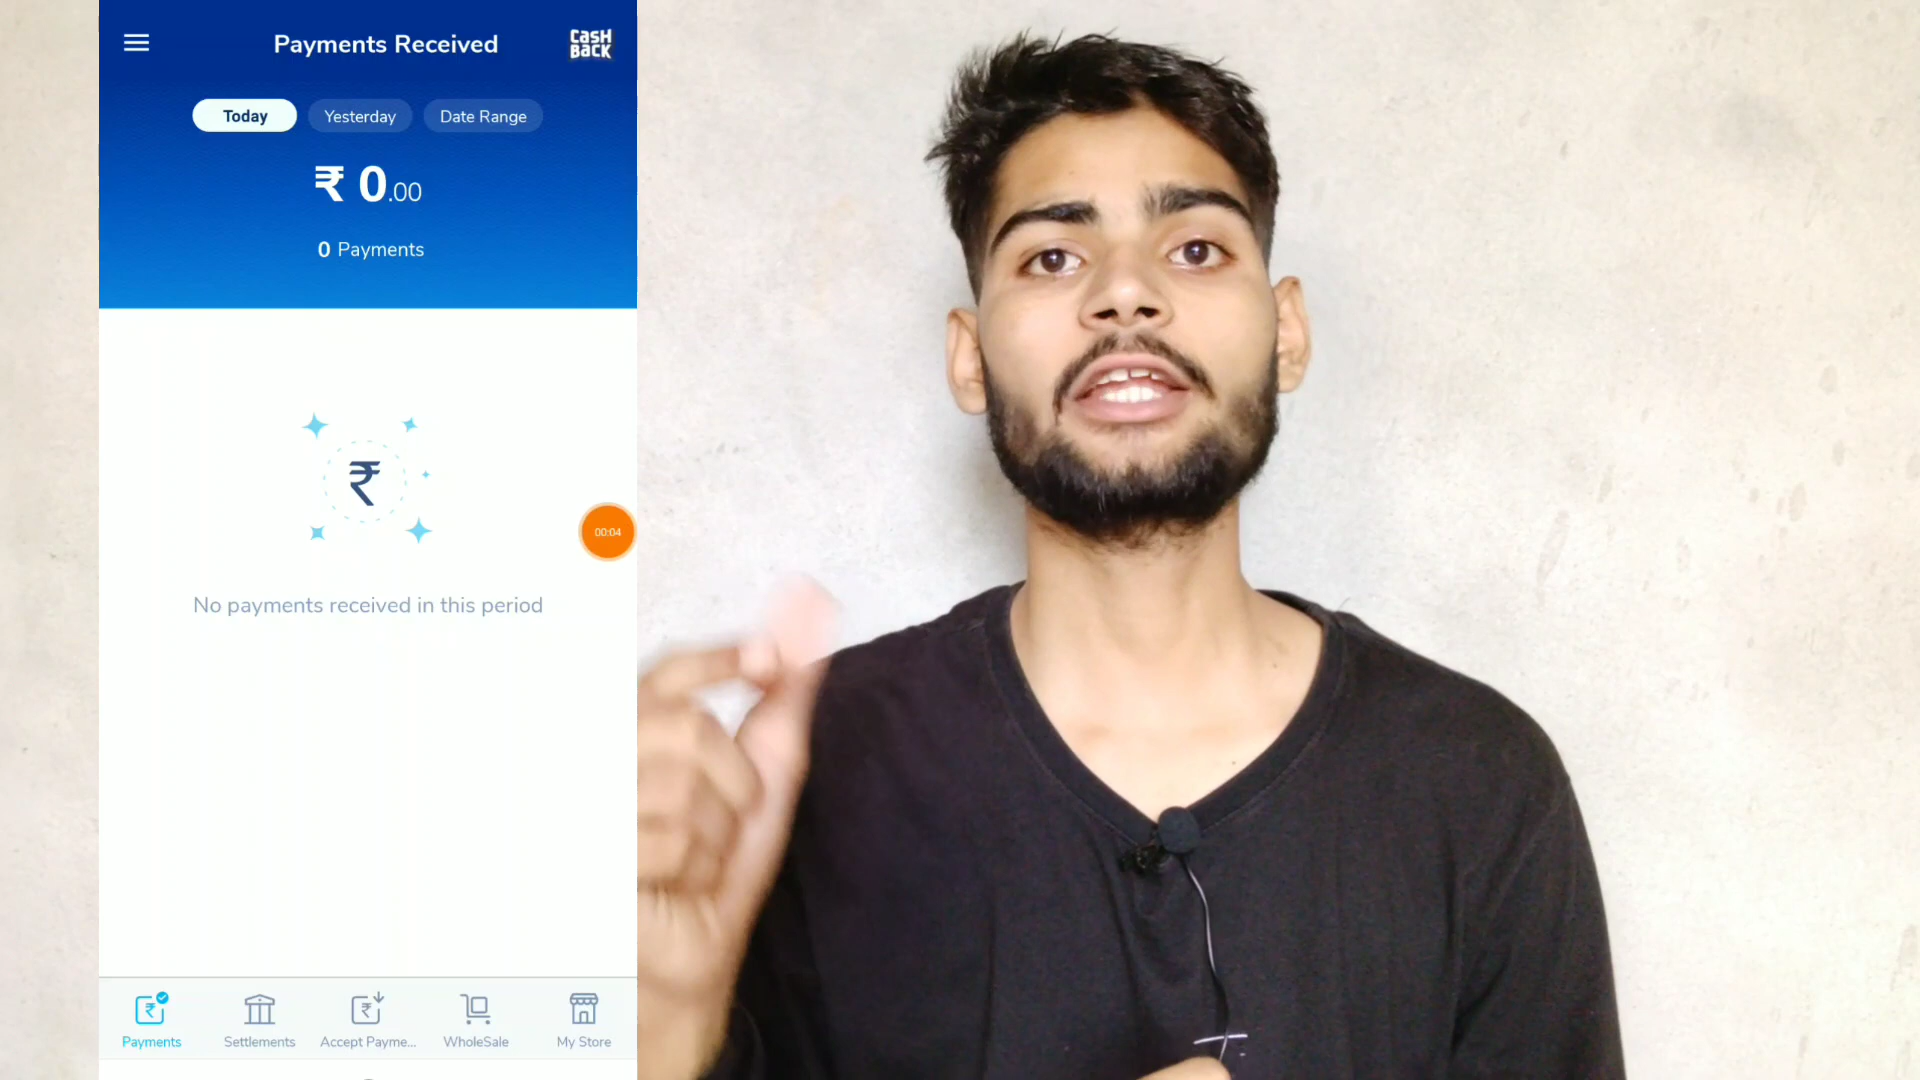 Payments Received
CasH
BacK
Today
Yesterday
Date Range
₹ 0.00
0 Payments
₹
00:04
No payments received in this period
₹
₹
Payments
Settlements
Accept Payme...
WholeSale
My Store